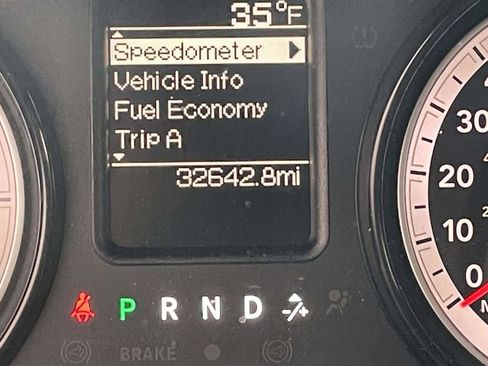 35°F
Speedometer
Vehicle Info
Fuel Economy
Trip A
32642.8mi
30
20
10
0
P R N D -/+
BRAKE